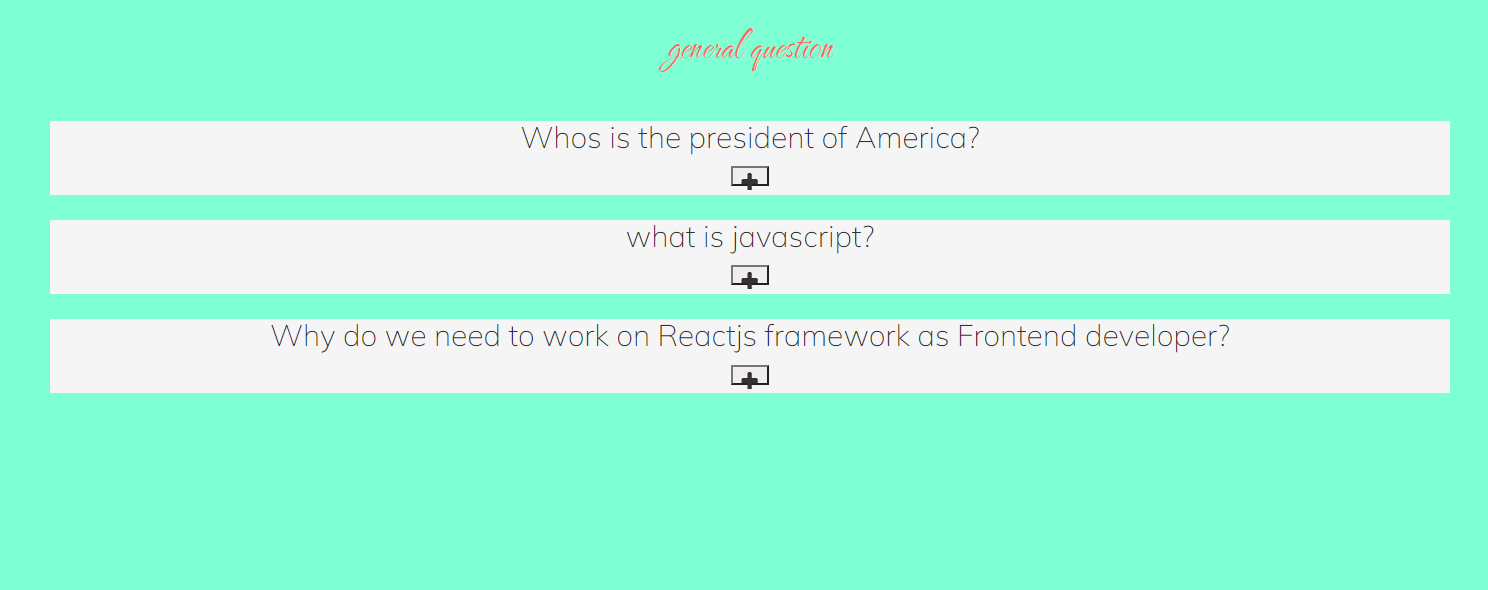 general question
Whos is the president of America?
what is javascript?
Why do we need to work on Reactjs framework as Frontend developer?